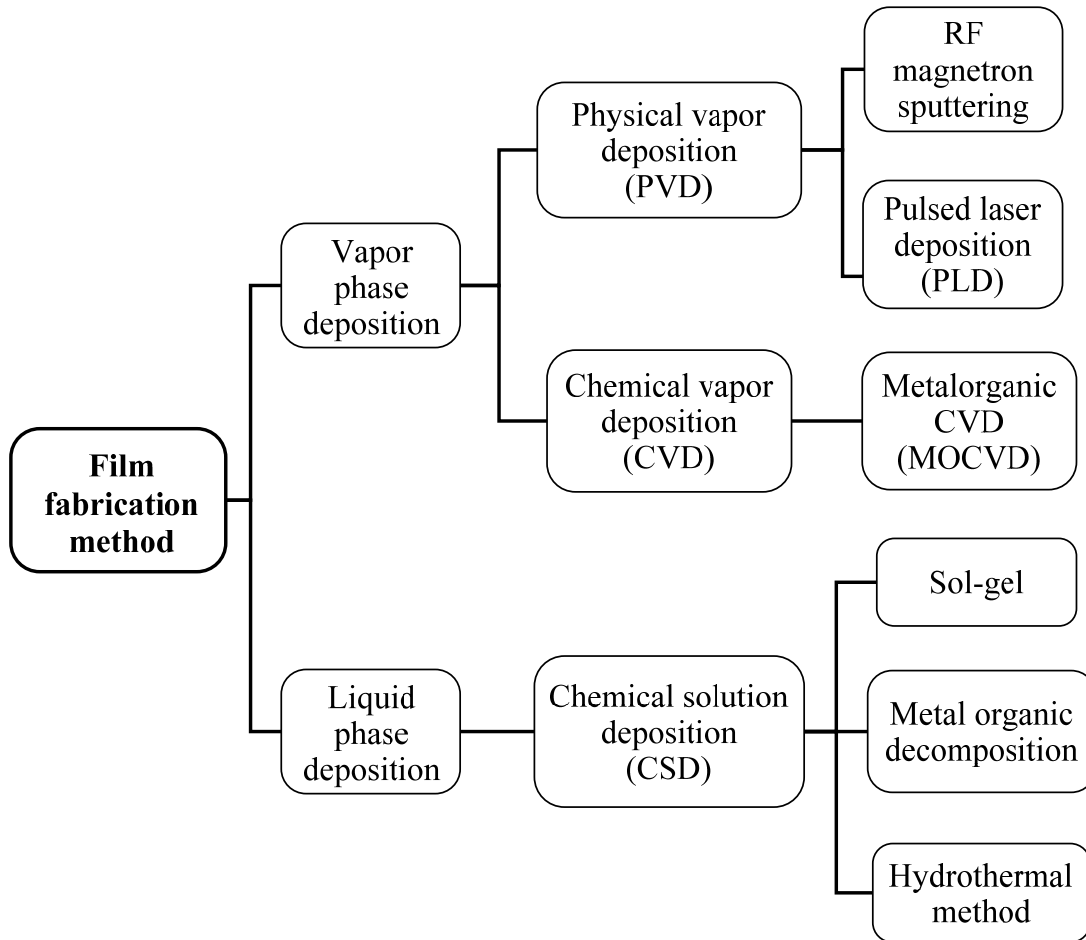 Film
fabrication
method
Vapor
phase
deposition
Physical vapor
deposition
(PVD)
RF
magnetron
sputtering
Pulsed laser
deposition
(PLD)
Chemical vapor
deposition
(CVD)
Metalorganic
CVD
(MOCVD)
Liquid
phase
deposition
Chemical solution
deposition
(CSD)
Sol-gel
Metal organic
decomposition
Hydrothermal
method